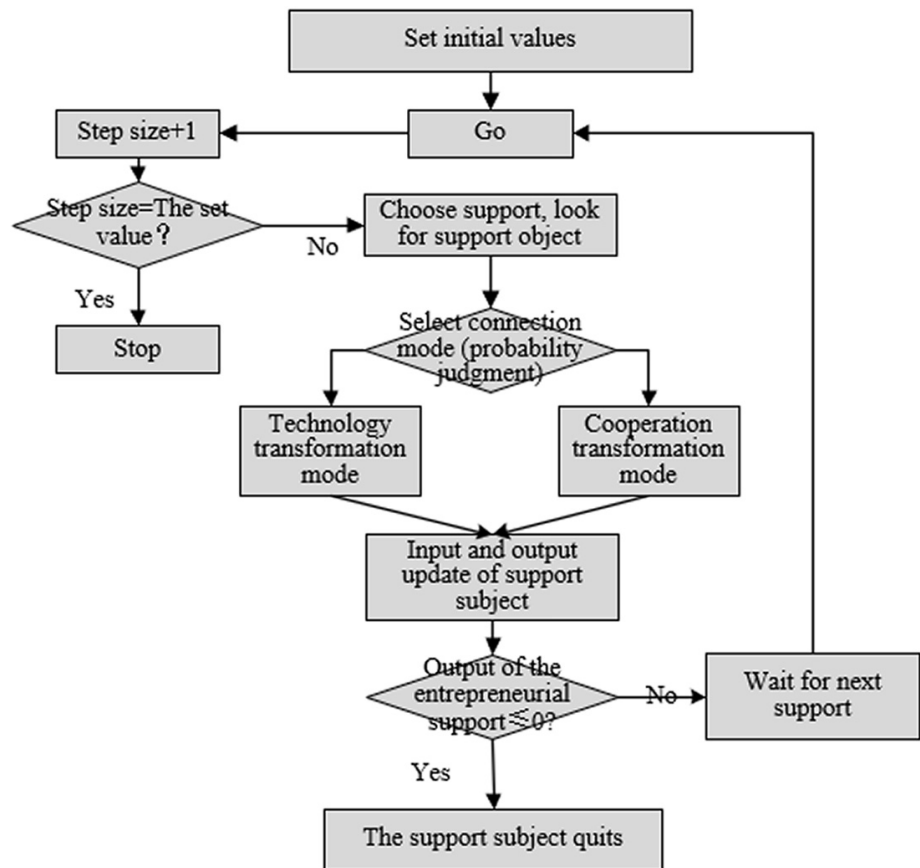 Set initial values
Step size+1
Go
Step size=The set
value?
No
Choose support, look
for support object
Yes
Stop
Select connection
mode (probability
judgment)
Technology
transformation
mode
Cooperation
transformation
mode
Input and output
update of support
subject
Output of the
entrepreneurial
support≦0?
No
Wait for next
support
Yes
The support subject quits